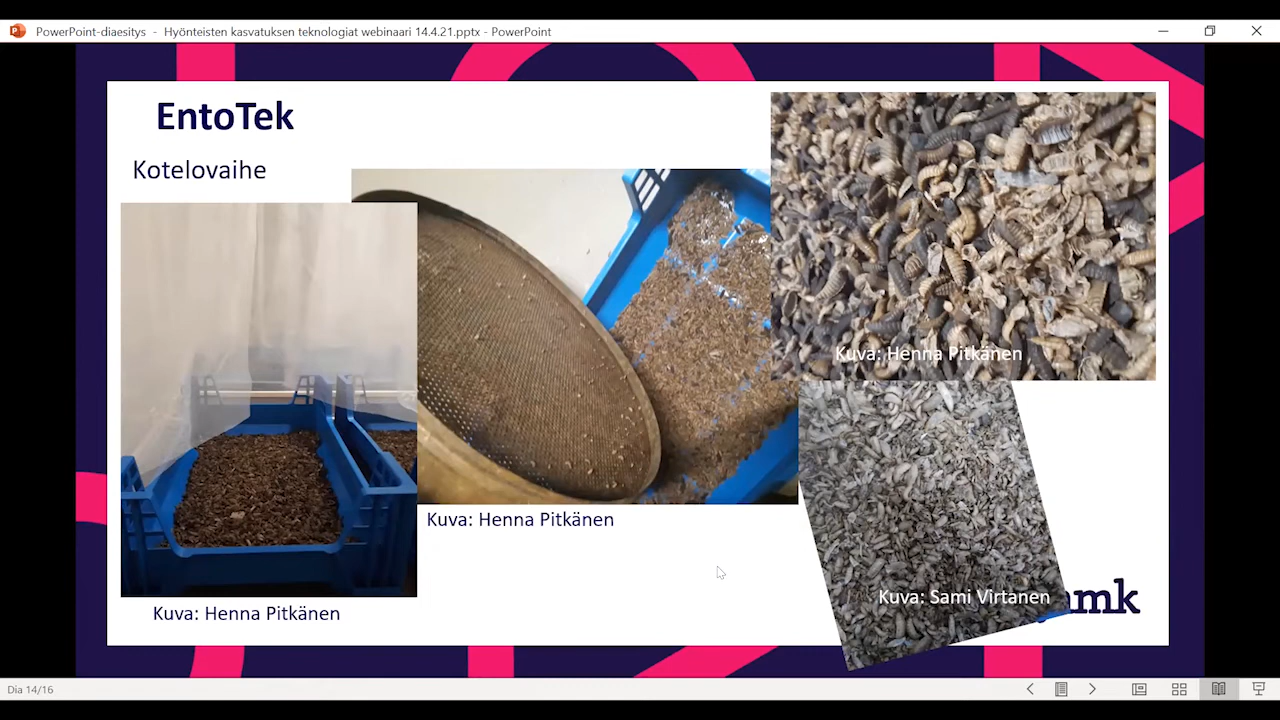 PowerPoint-diaesitys - Hyönteisten kasvatuksen teknologiat webinaari 14.4.21.pptx - PowerPoint
EntoTek
Kotelovaihe
Kuva: Henna Pitkänen
Kuva: Henna Pitkänen
Kuva: Sami Virtanen
Kuva: Henna Pitkänen
amk
Dia 14/16